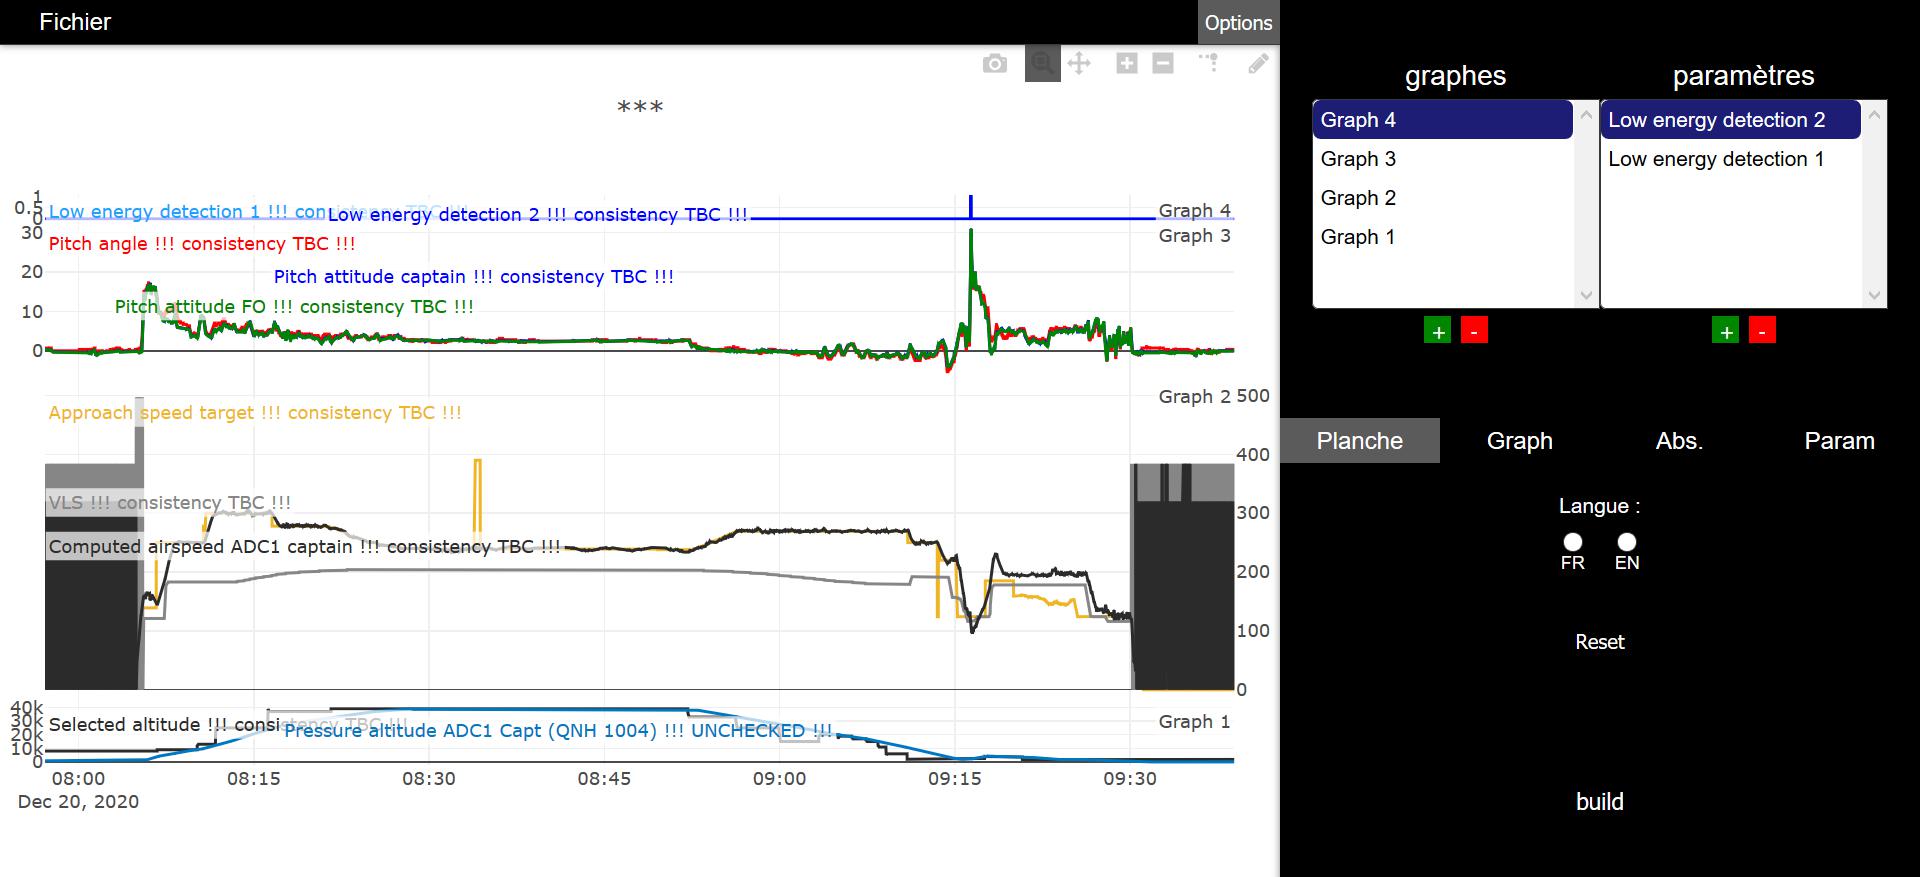 Fichier
Options
***
1
0.5
0
Low energy detection 1 !!! consistency TBC !!!
Low energy detection 2 !!! consistency TBC !!!
Graph 4
30
20
10
0
Pitch angle !!! consistency TBC !!!
Pitch attitude captain !!! consistency TBC !!!
Pitch attitude FO !!! consistency TBC !!!
Graph 3
Approach speed target !!! consistency TBC !!!
VLS !!! consistency TBC !!!
Computed airspeed ADC1 captain !!! consistency TBC !!!
Graph 2
500
400
300
200
100
0
40k
30k
20k
10k
0
Selected altitude !!! consistency TBC !!!
Pressure altitude ADC1 Capt (QNH 1004) !!! UNCHECKED !!!
Graph 1
08:00 08:15 08:30 08:45 09:00 09:15 09:30
Dec 20, 2020
graphes
Graph 4
Graph 3
Graph 2
Graph 1
+ -
paramètres
Low energy detection 2
Low energy detection 1
+ -
Planche Graph Abs. Param
Langue :
FR EN
Reset
build